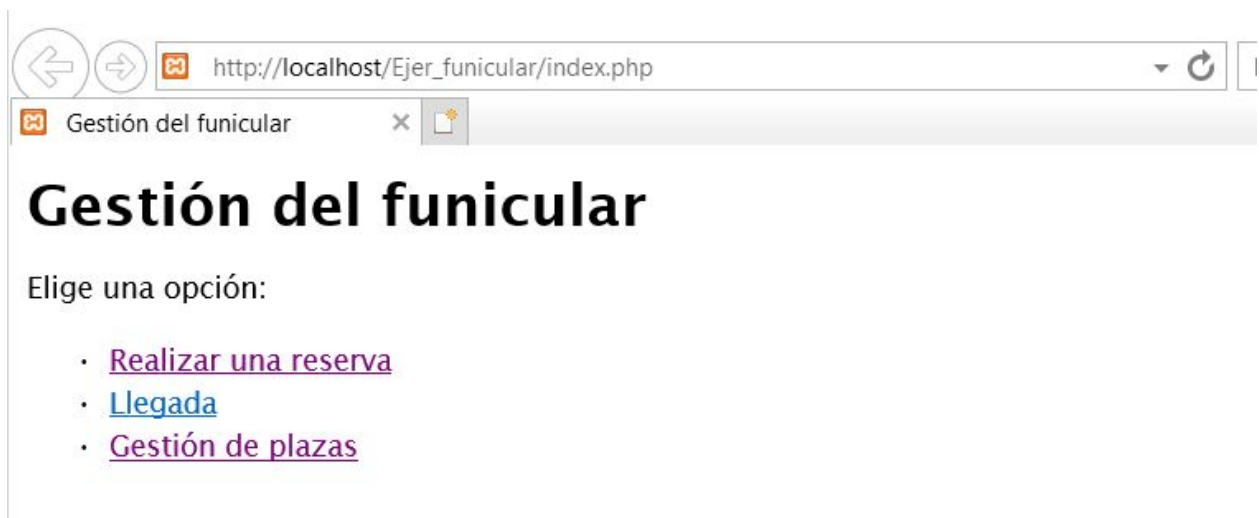 http://localhost/Ejer_funicular/index.php
Gestión del funicular
Gestión del funicular
Elige una opción:
Realizar una reserva
Llegada
Gestión de plazas